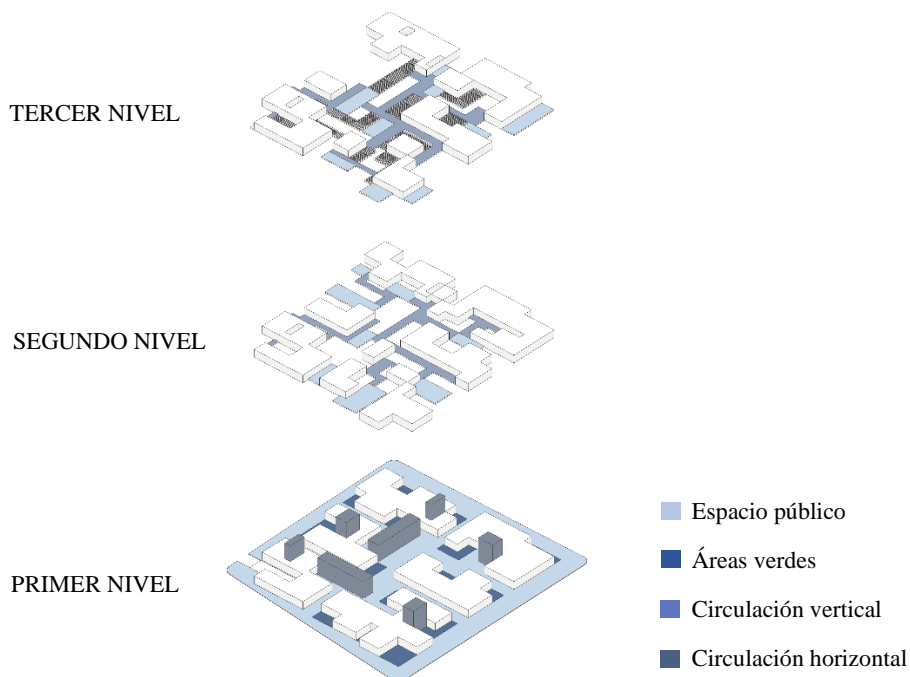 TERCER NIVEL
SEGUNDO NIVEL
PRIMER NIVEL
Espacio público
Áreas verdes
Circulación vertical
Circulación horizontal